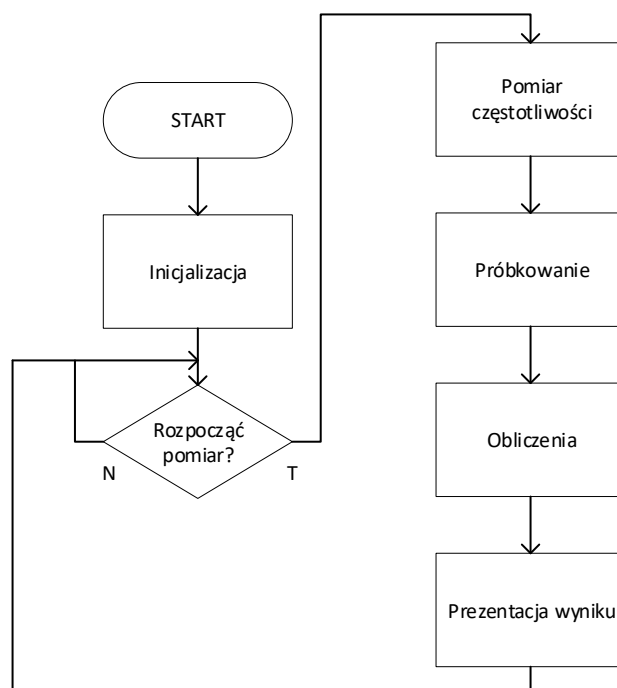 START
Inicjalizacja
Rozpocząć
pomiar?
N
T
Pomiar
częstotliwości
Próbkowanie
Obliczenia
Prezentacja wyniku